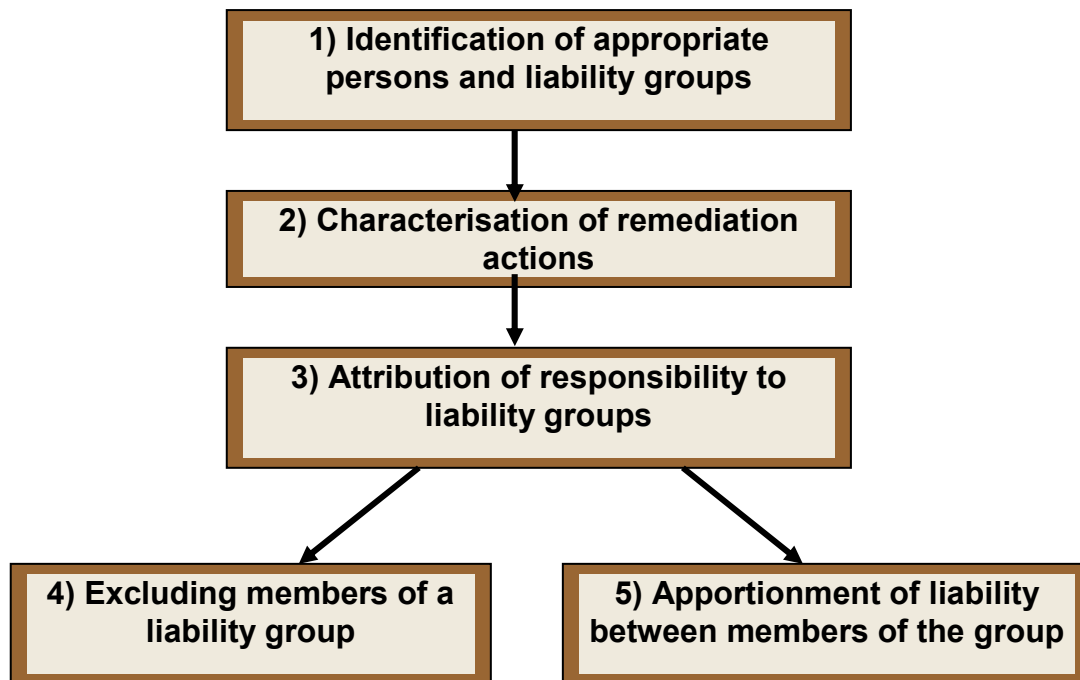 1) Identification of appropriate
persons and liability groups
2) Characterisation of remediation
actions
3) Attribution of responsibility to
liability groups
4) Excluding members of a
liability group
5) Apportionment of liability
between members of the group